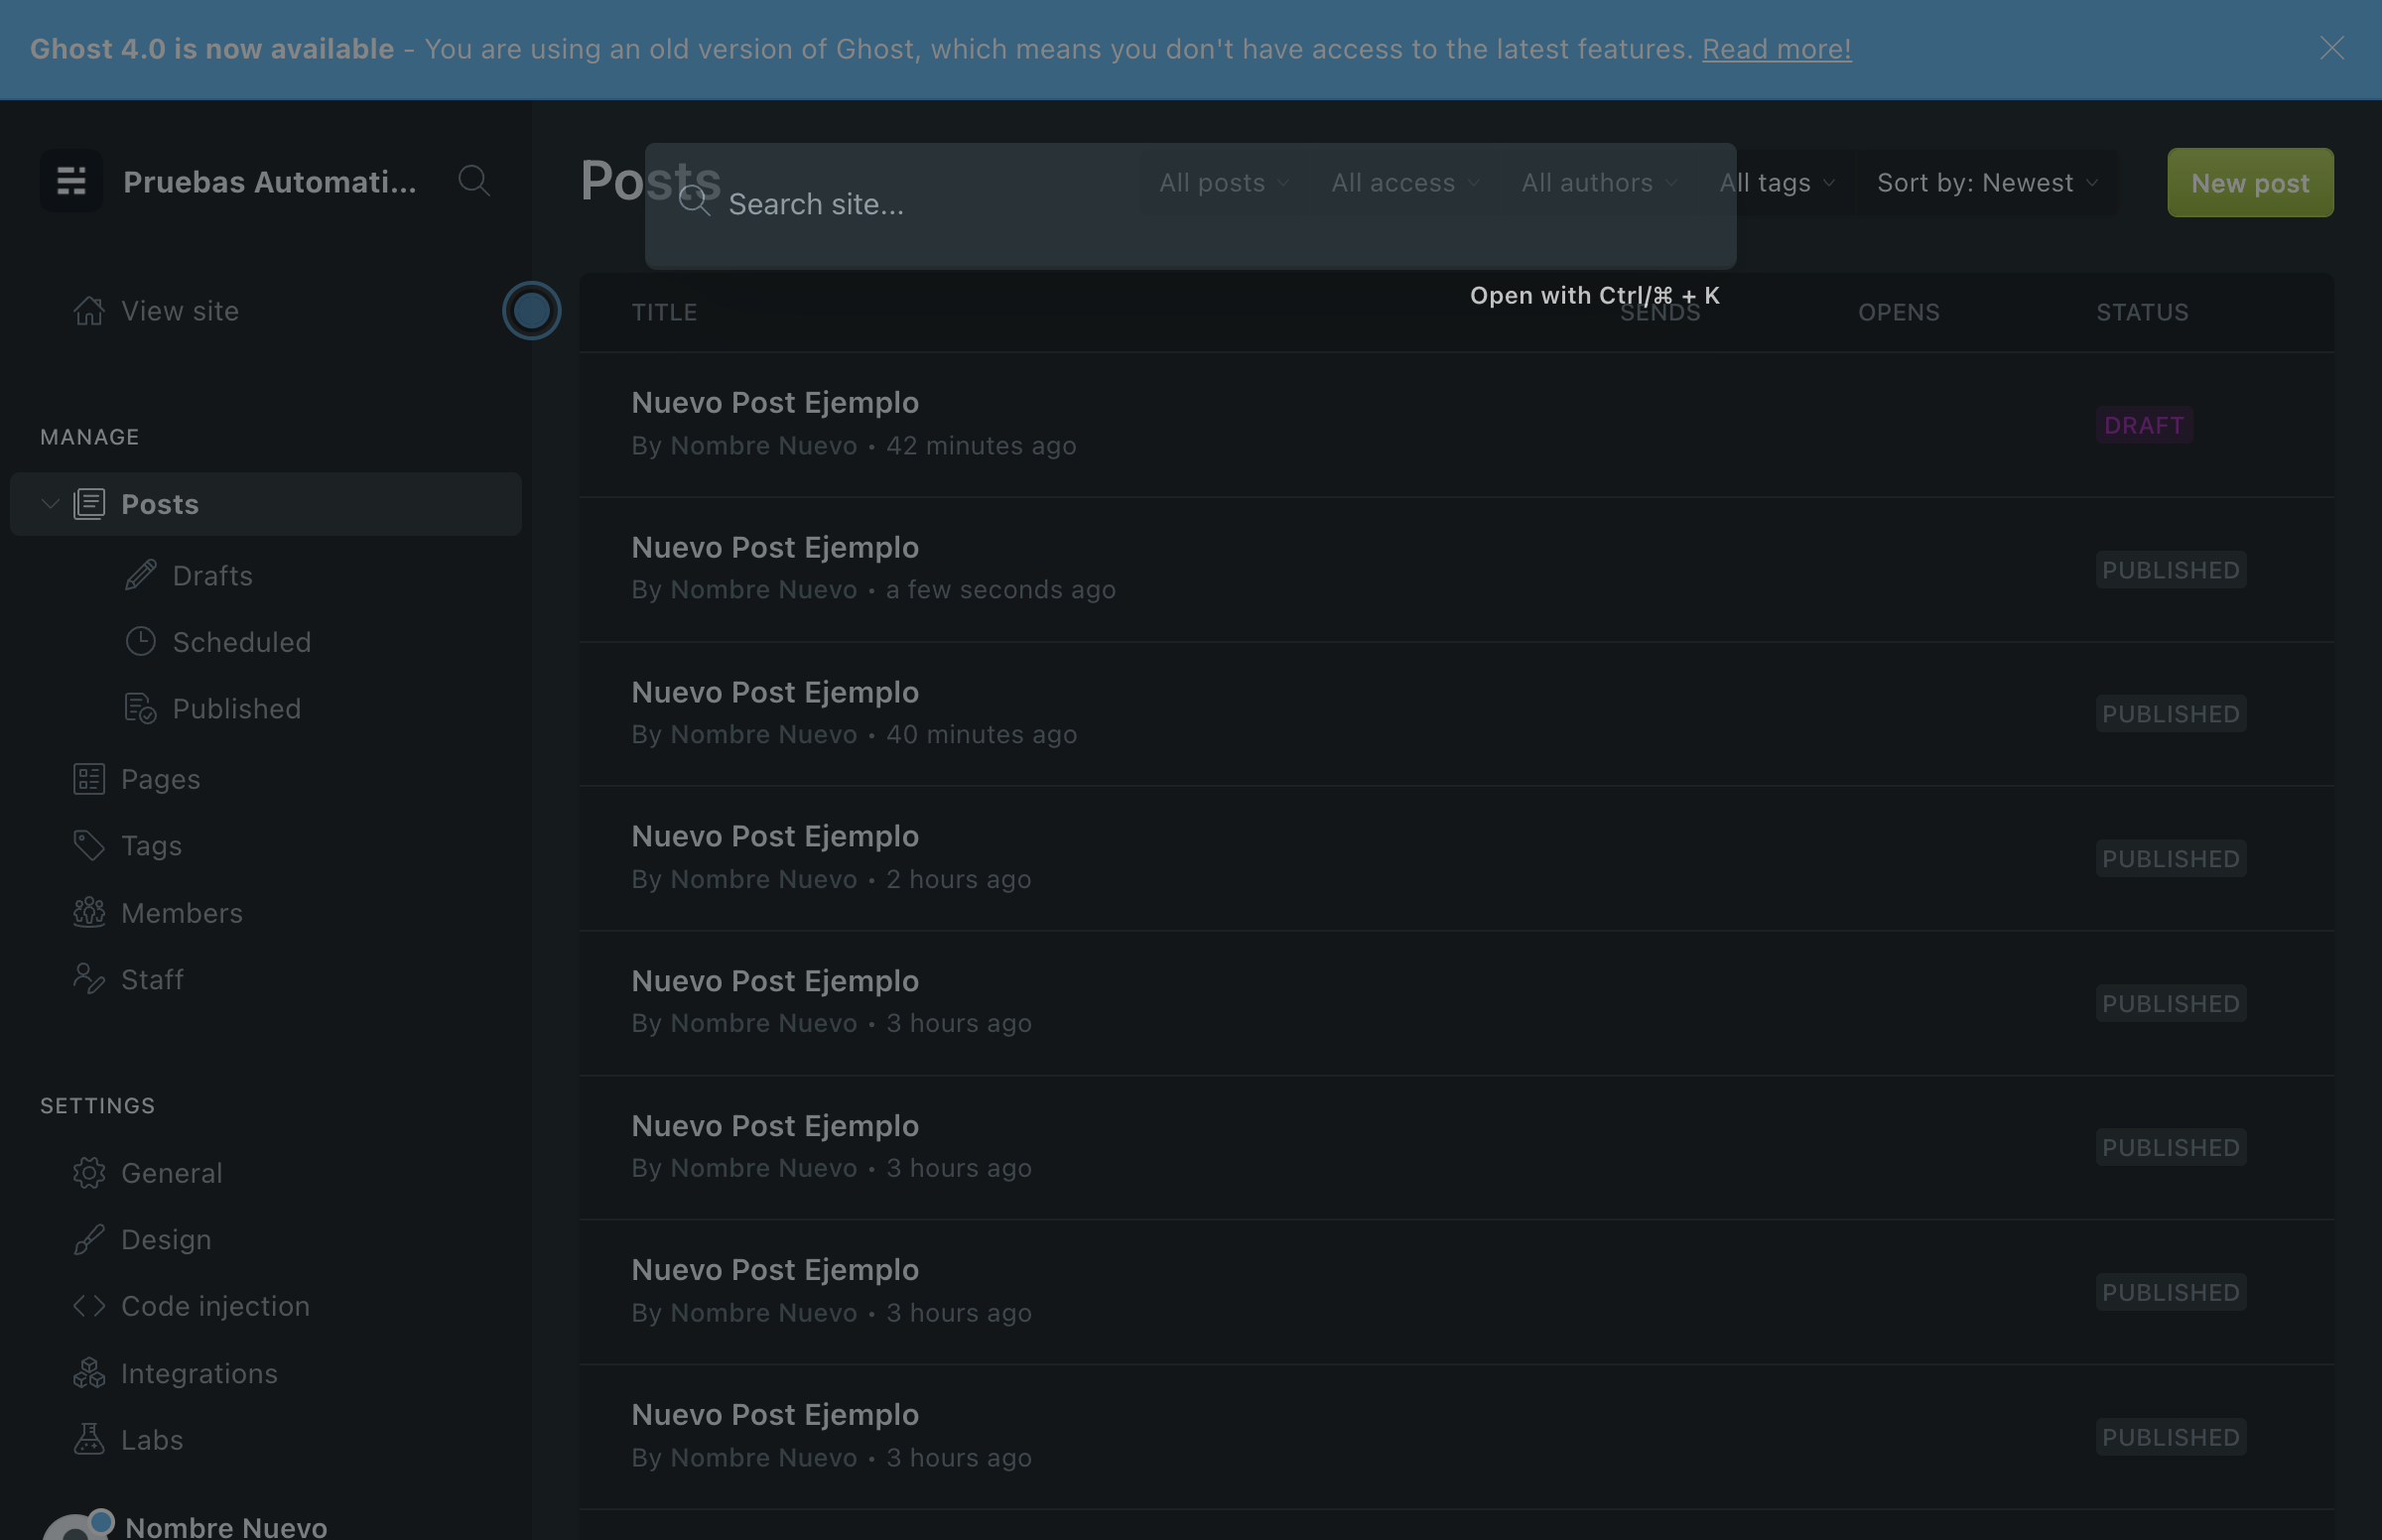 Ghost 4.0 is now available - You are using an old version of Ghost, which means you don't have access to the latest features. Read more!
Pruebas Automati...
View site
MANAGE
Posts
Drafts
Scheduled
Published
Pages
Tags
Members
Staff
SETTINGS
General
Design
Code injection
Integrations
Labs
Nombre Nuevo
Posts
All posts All access All authors All tags Sort by: Newest
New post
Search site...
Open with Ctrl/⌘ + K
TITLE SENDS OPENS STATUS
Nuevo Post Ejemplo
By Nombre Nuevo • 42 minutes ago
DRAFT
Nuevo Post Ejemplo
By Nombre Nuevo • a few seconds ago
PUBLISHED
Nuevo Post Ejemplo
By Nombre Nuevo • 40 minutes ago
PUBLISHED
Nuevo Post Ejemplo
By Nombre Nuevo • 2 hours ago
PUBLISHED
Nuevo Post Ejemplo
By Nombre Nuevo • 3 hours ago
PUBLISHED
Nuevo Post Ejemplo
By Nombre Nuevo • 3 hours ago
PUBLISHED
Nuevo Post Ejemplo
By Nombre Nuevo • 3 hours ago
PUBLISHED
Nuevo Post Ejemplo
By Nombre Nuevo • 3 hours ago
PUBLISHED